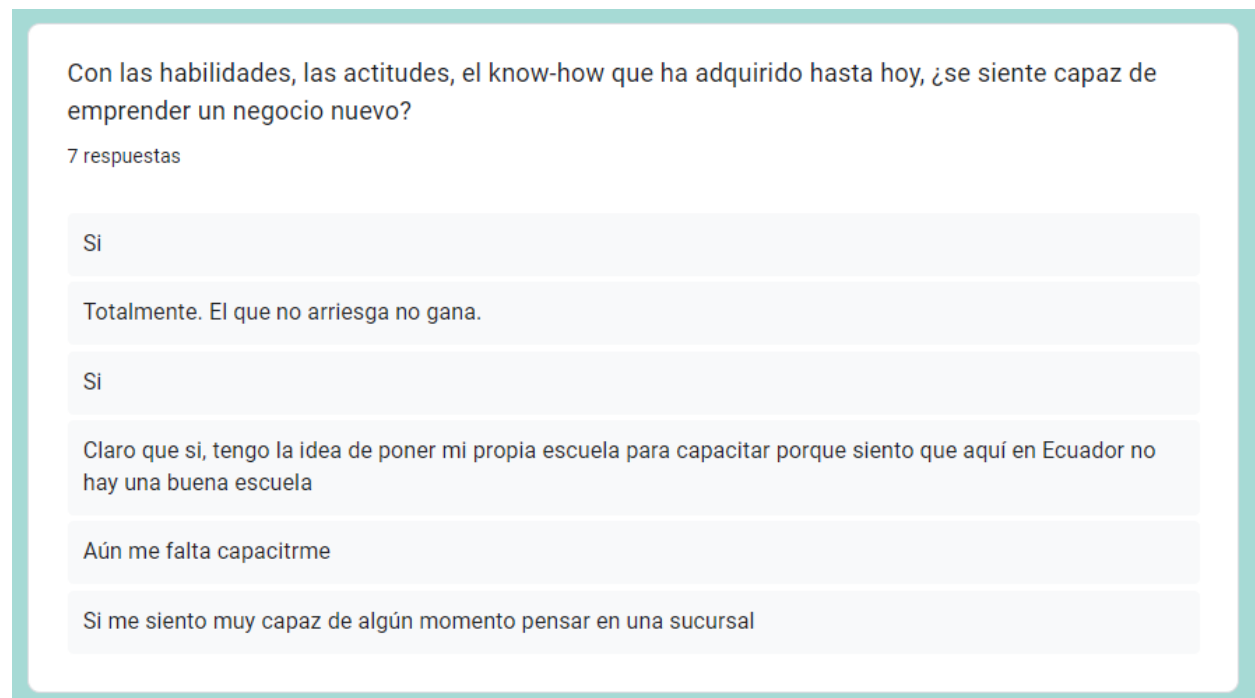 Con las habilidades, las actitudes, el know-how que ha adquirido hasta hoy, ¿se siente capaz de
emprender un negocio nuevo?
7 respuestas
Si
Totalmente. El que no arriesga no gana.
Si
Claro que si, tengo la idea de poner mi propia escuela para capacitar porque siento que aquí en Ecuador no
hay una buena escuela
Aún me falta capacitrme
Si me siento muy capaz de algún momento pensar en una sucursal